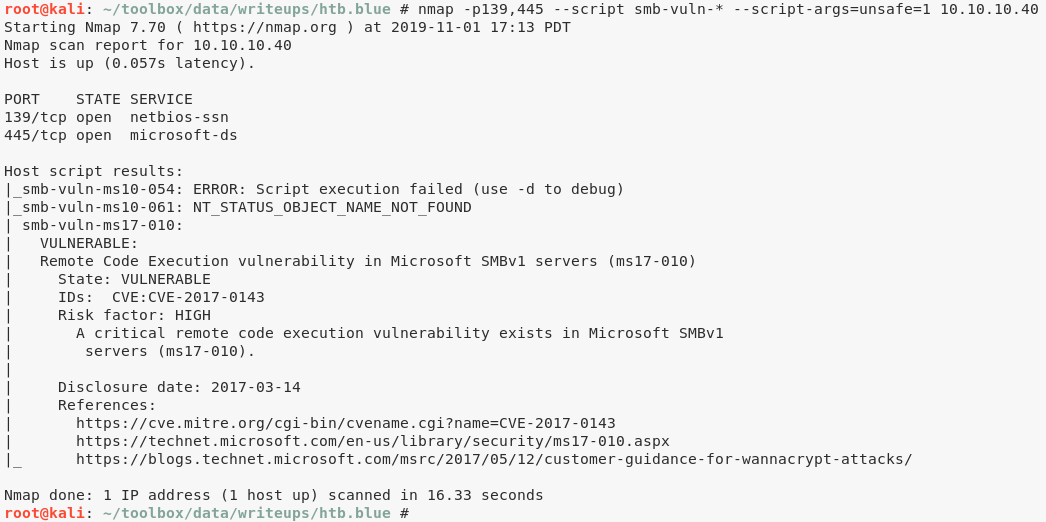 root@kali: ~/toolbox/data/writeups/htb.blue # nmap -p139,445 --script smb-vuln-* --script-args=unsafe=1 10.10.10.40
Starting Nmap 7.70 ( https://nmap.org ) at 2019-11-01 17:13 PDT
Nmap scan report for 10.10.10.40
Host is up (0.057s latency).

PORT    STATE SERVICE
139/tcp open  netbios-ssn
445/tcp open  microsoft-ds

Host script results:
|_smb-vuln-ms10-054: ERROR: Script execution failed (use -d to debug)
|_smb-vuln-ms10-061: NT_STATUS_OBJECT_NAME_NOT_FOUND
| smb-vuln-ms17-010:
|   VULNERABLE:
|   Remote Code Execution vulnerability in Microsoft SMBv1 servers (ms17-010)
|     State: VULNERABLE
|     IDs:  CVE:CVE-2017-0143
|     Risk factor: HIGH
|       A critical remote code execution vulnerability exists in Microsoft SMBv1
|        servers (ms17-010).
|
|     Disclosure date: 2017-03-14
|     References:
|       https://cve.mitre.org/cgi-bin/cvename.cgi?name=CVE-2017-0143
|       https://technet.microsoft.com/en-us/library/security/ms17-010.aspx
|_      https://blogs.technet.microsoft.com/msrc/2017/05/12/customer-guidance-for-wannacrypt-attacks/

Nmap done: 1 IP address (1 host up) scanned in 16.33 seconds
root@kali: ~/toolbox/data/writeups/htb.blue #